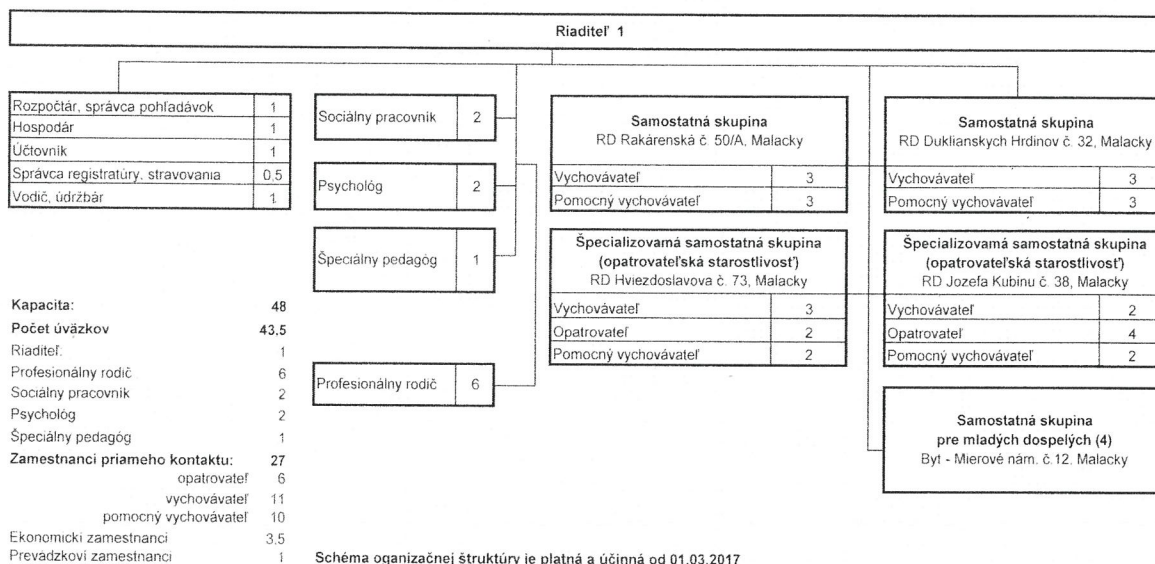 Riaditeľ 1
Rozpočtár, správca pohľadávok 1
Hospodár 1
Účtovník 1
Správca registratúry, stravovania 0,5
Vodič, údržbár 1
Sociálny pracovník 2
Psychológ 2
Špeciálny pedagóg 1
Profesionálny rodič 6
Samostatná skupina
RD Rakárenská č. 50/A, Malacky
Vychovávateľ 3
Pomocný vychovávateľ 3
Samostatná skupina
RD Duklianskych Hrdinov č. 32, Malacky
Vychovávateľ 3
Pomocný vychovávateľ 3
Špecializovamá samostatná skupina
(opatrovateľská starostlivosť)
RD Hviezdoslavova č. 73, Malacky
Vychovávateľ 3
Opatrovateľ 2
Pomocný vychovávateľ 2
Špecializovamá samostatná skupina
(opatrovateľská starostlivosť)
RD Jozefa Kubinu č. 38, Malacky
Vychovávateľ 2
Opatrovateľ 4
Pomocný vychovávateľ 2
Samostatná skupina
pre mladých dospelých (4)
Byt - Mierové nám. č.12. Malacky
Kapacita: 48
Počet úväzkov 43,5
Riaditeľ. 1
Profesionálny rodič 6
Sociálny pracovník 2
Psychológ 2
Špeciálny pedagóg 1
Zamestnanci priameho kontaktu: 27
opatrovateľ 6
vychovávateľ 11
pomocný vychovávateľ 10
Ekonomickí zamestnanci 3,5
Prevádzkoví zamestnanci 1
Schéma oganizačnej štruktúry je platná a účinná od 01.03.2017